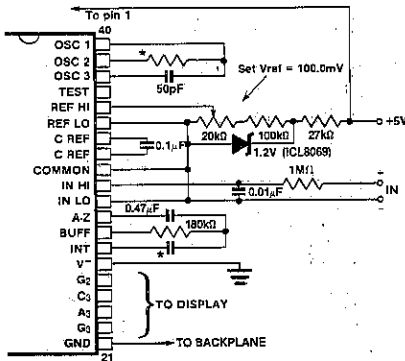 To pin 1
40
OSC 1
OSC 2
*
OSC 3
50pF
Set Vref = 100.0mV
TEST
REF HI
REF LO
20kΩ
100kΩ
27kΩ
+5V
C REF
0.1μF
1.2V (ICL8069)
C REF
COMMON
1MΩ
+
IN HI
0.01μF
IN
IN LO
–
0.47μF
A-Z
BUFF
180kΩ
INT
*
V–
G2
C3
TO DISPLAY
A3
G3
GND
TO BACKPLANE
21